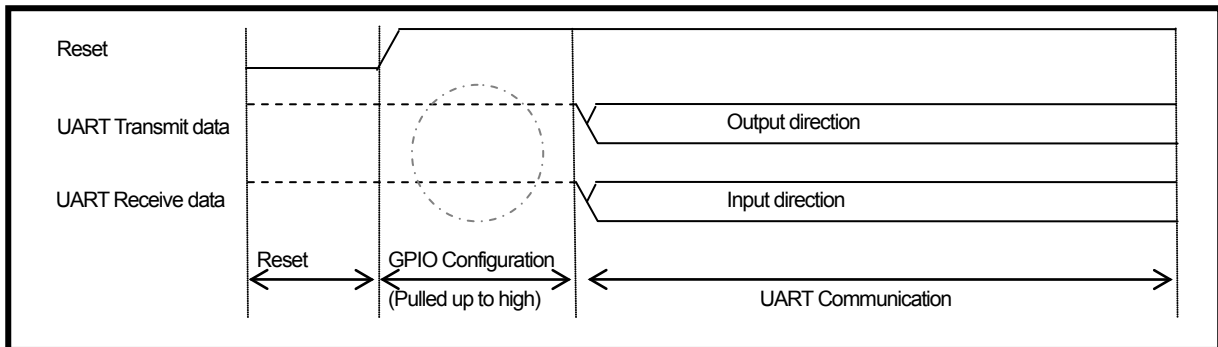 Reset
UART Transmit data
Output direction
UART Receive data
Input direction
Reset
GPIO Configuration
(Pulled up to high)
UART Communication